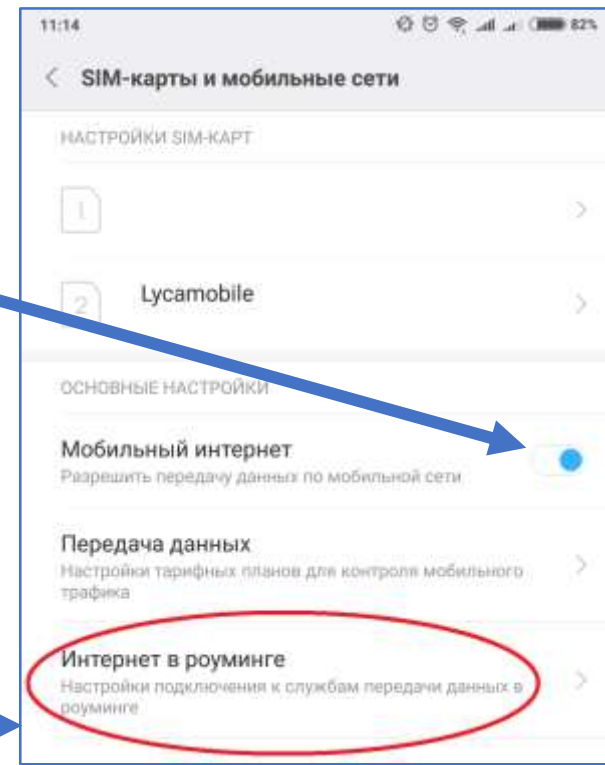 11:14
82%
SIM-карты и мобильные сети
НАСТРОЙКИ SIM-КАРТ
1
2
Lycamobile
ОСНОВНЫЕ НАСТРОЙКИ
Мобильный интернет
Разрешить передачу данных по мобильной сети
Передача данных
Настройки тарифных планов для контроля мобильного
трафика
Интернет в роуминге
Настройки подключения к службам передачи данных в
роуминге